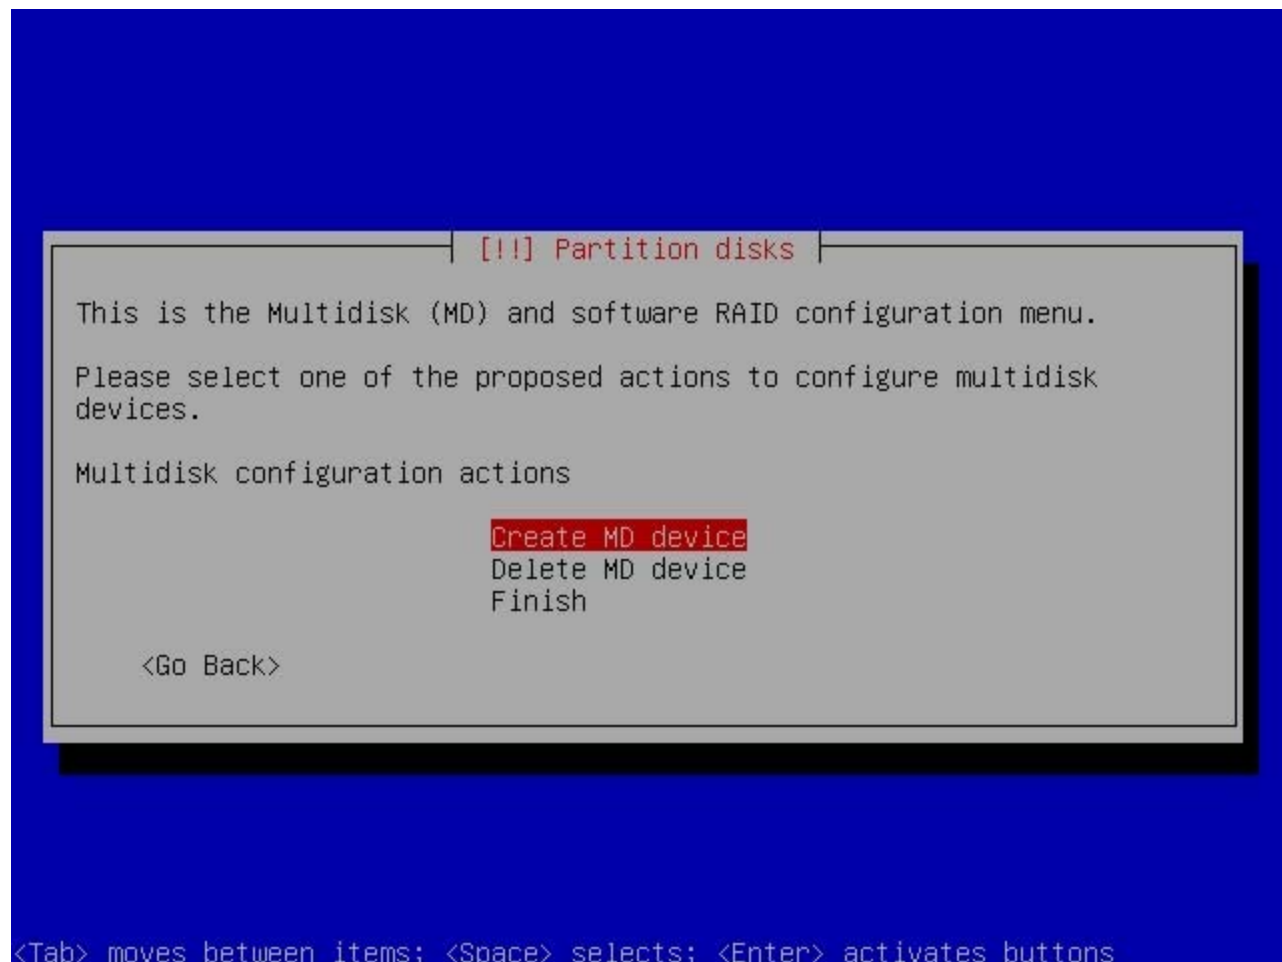 [!!] Partition disks
This is the Multidisk (MD) and software RAID configuration menu.
Please select one of the proposed actions to configure multidisk
devices.
Multidisk configuration actions
Create MD device
Delete MD device
Finish
<Go Back>
<Tab> moves between items; <Space> selects; <Enter> activates buttons